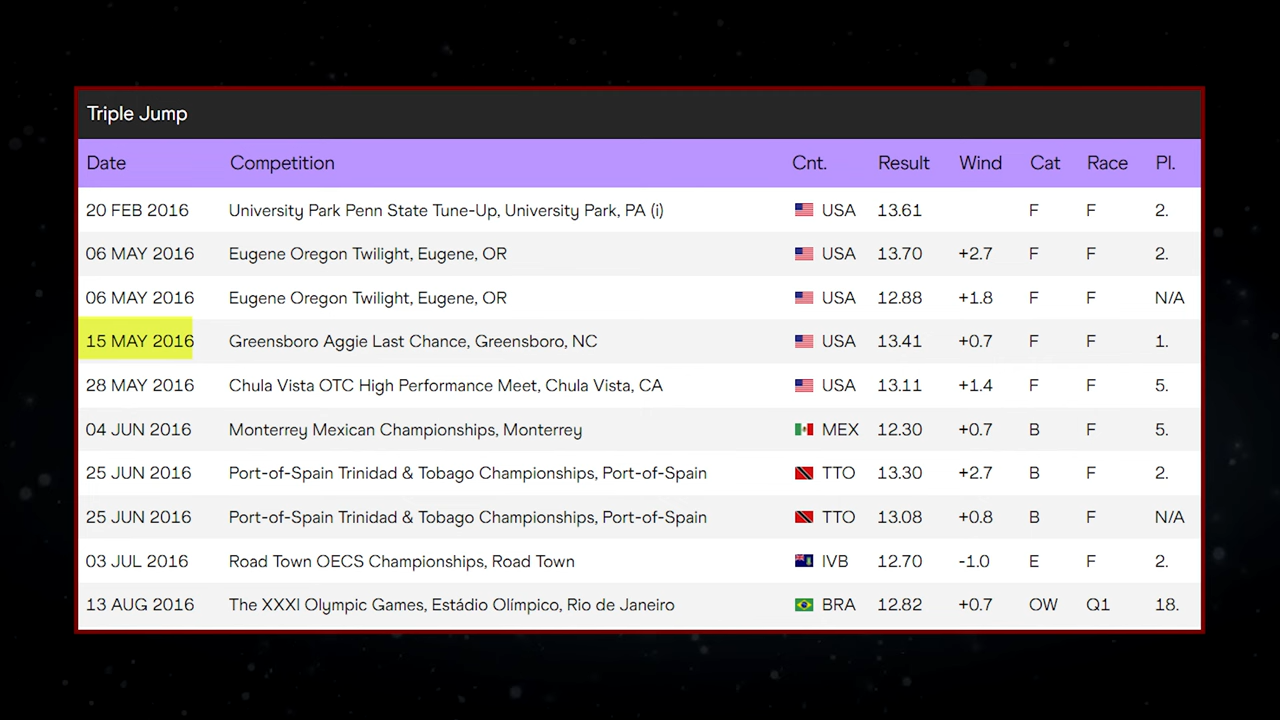 Triple Jump
Date Competition Cnt. Result Wind Cat Race Pl.
20 FEB 2016 University Park Penn State Tune-Up, University Park, PA (i) USA 13.61 F F 2.
06 MAY 2016 Eugene Oregon Twilight, Eugene, OR USA 13.70 +2.7 F F 2.
06 MAY 2016 Eugene Oregon Twilight, Eugene, OR USA 12.88 +1.8 F F N/A
15 MAY 2016 Greensboro Aggie Last Chance, Greensboro, NC USA 13.41 +0.7 F F 1.
28 MAY 2016 Chula Vista OTC High Performance Meet, Chula Vista, CA USA 13.11 +1.4 F F 5.
04 JUN 2016 Monterrey Mexican Championships, Monterrey MEX 12.30 +0.7 B F 5.
25 JUN 2016 Port-of-Spain Trinidad & Tobago Championships, Port-of-Spain TTO 13.30 +2.7 B F 2.
25 JUN 2016 Port-of-Spain Trinidad & Tobago Championships, Port-of-Spain TTO 13.08 +0.8 B F N/A
03 JUL 2016 Road Town OECS Championships, Road Town IVB 12.70 -1.0 E F 2.
13 AUG 2016 The XXXI Olympic Games, Estádio Olímpico, Rio de Janeiro BRA 12.82 +0.7 OW Q1 18.